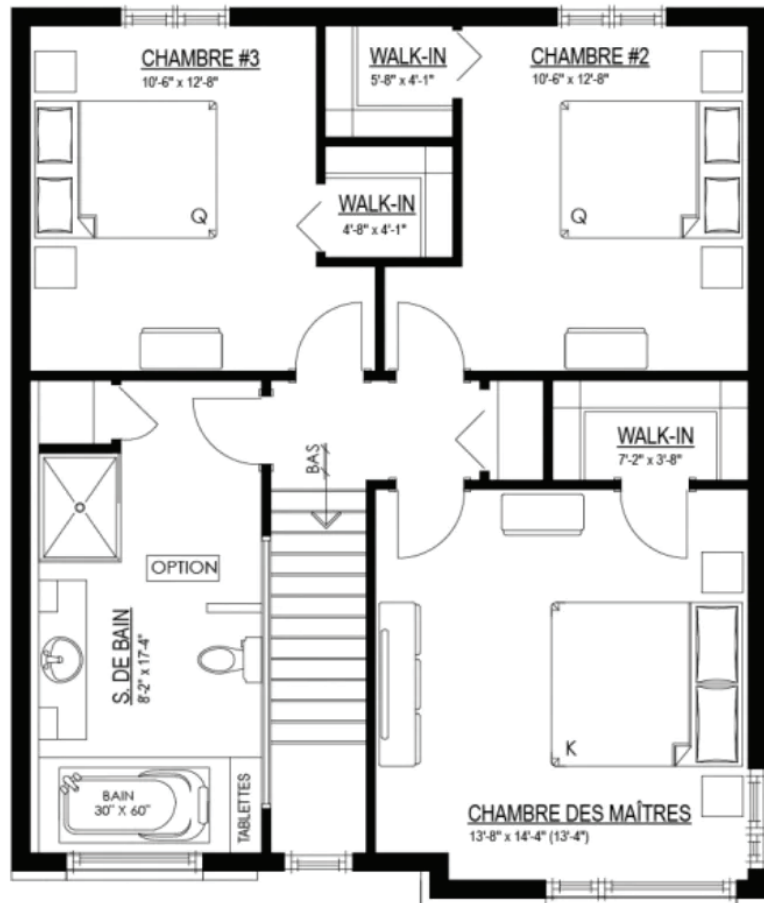 CHAMBRE #3
10'-6" x 12'-8"
WALK-IN
5'-8" x 4'-1"
CHAMBRE #2
10'-6" x 12'-8"
Q
WALK-IN
4'-8" x 4'-1"
Q
BAS
WALK-IN
7'-2" x 3'-8"
OPTION
S. DE BAIN
8'-2" x 17'-4"
K
BAIN
30" X 60"
TABLETTES
CHAMBRE DES MAÎTRES
13'-8" x 14'-4" (13'-4")